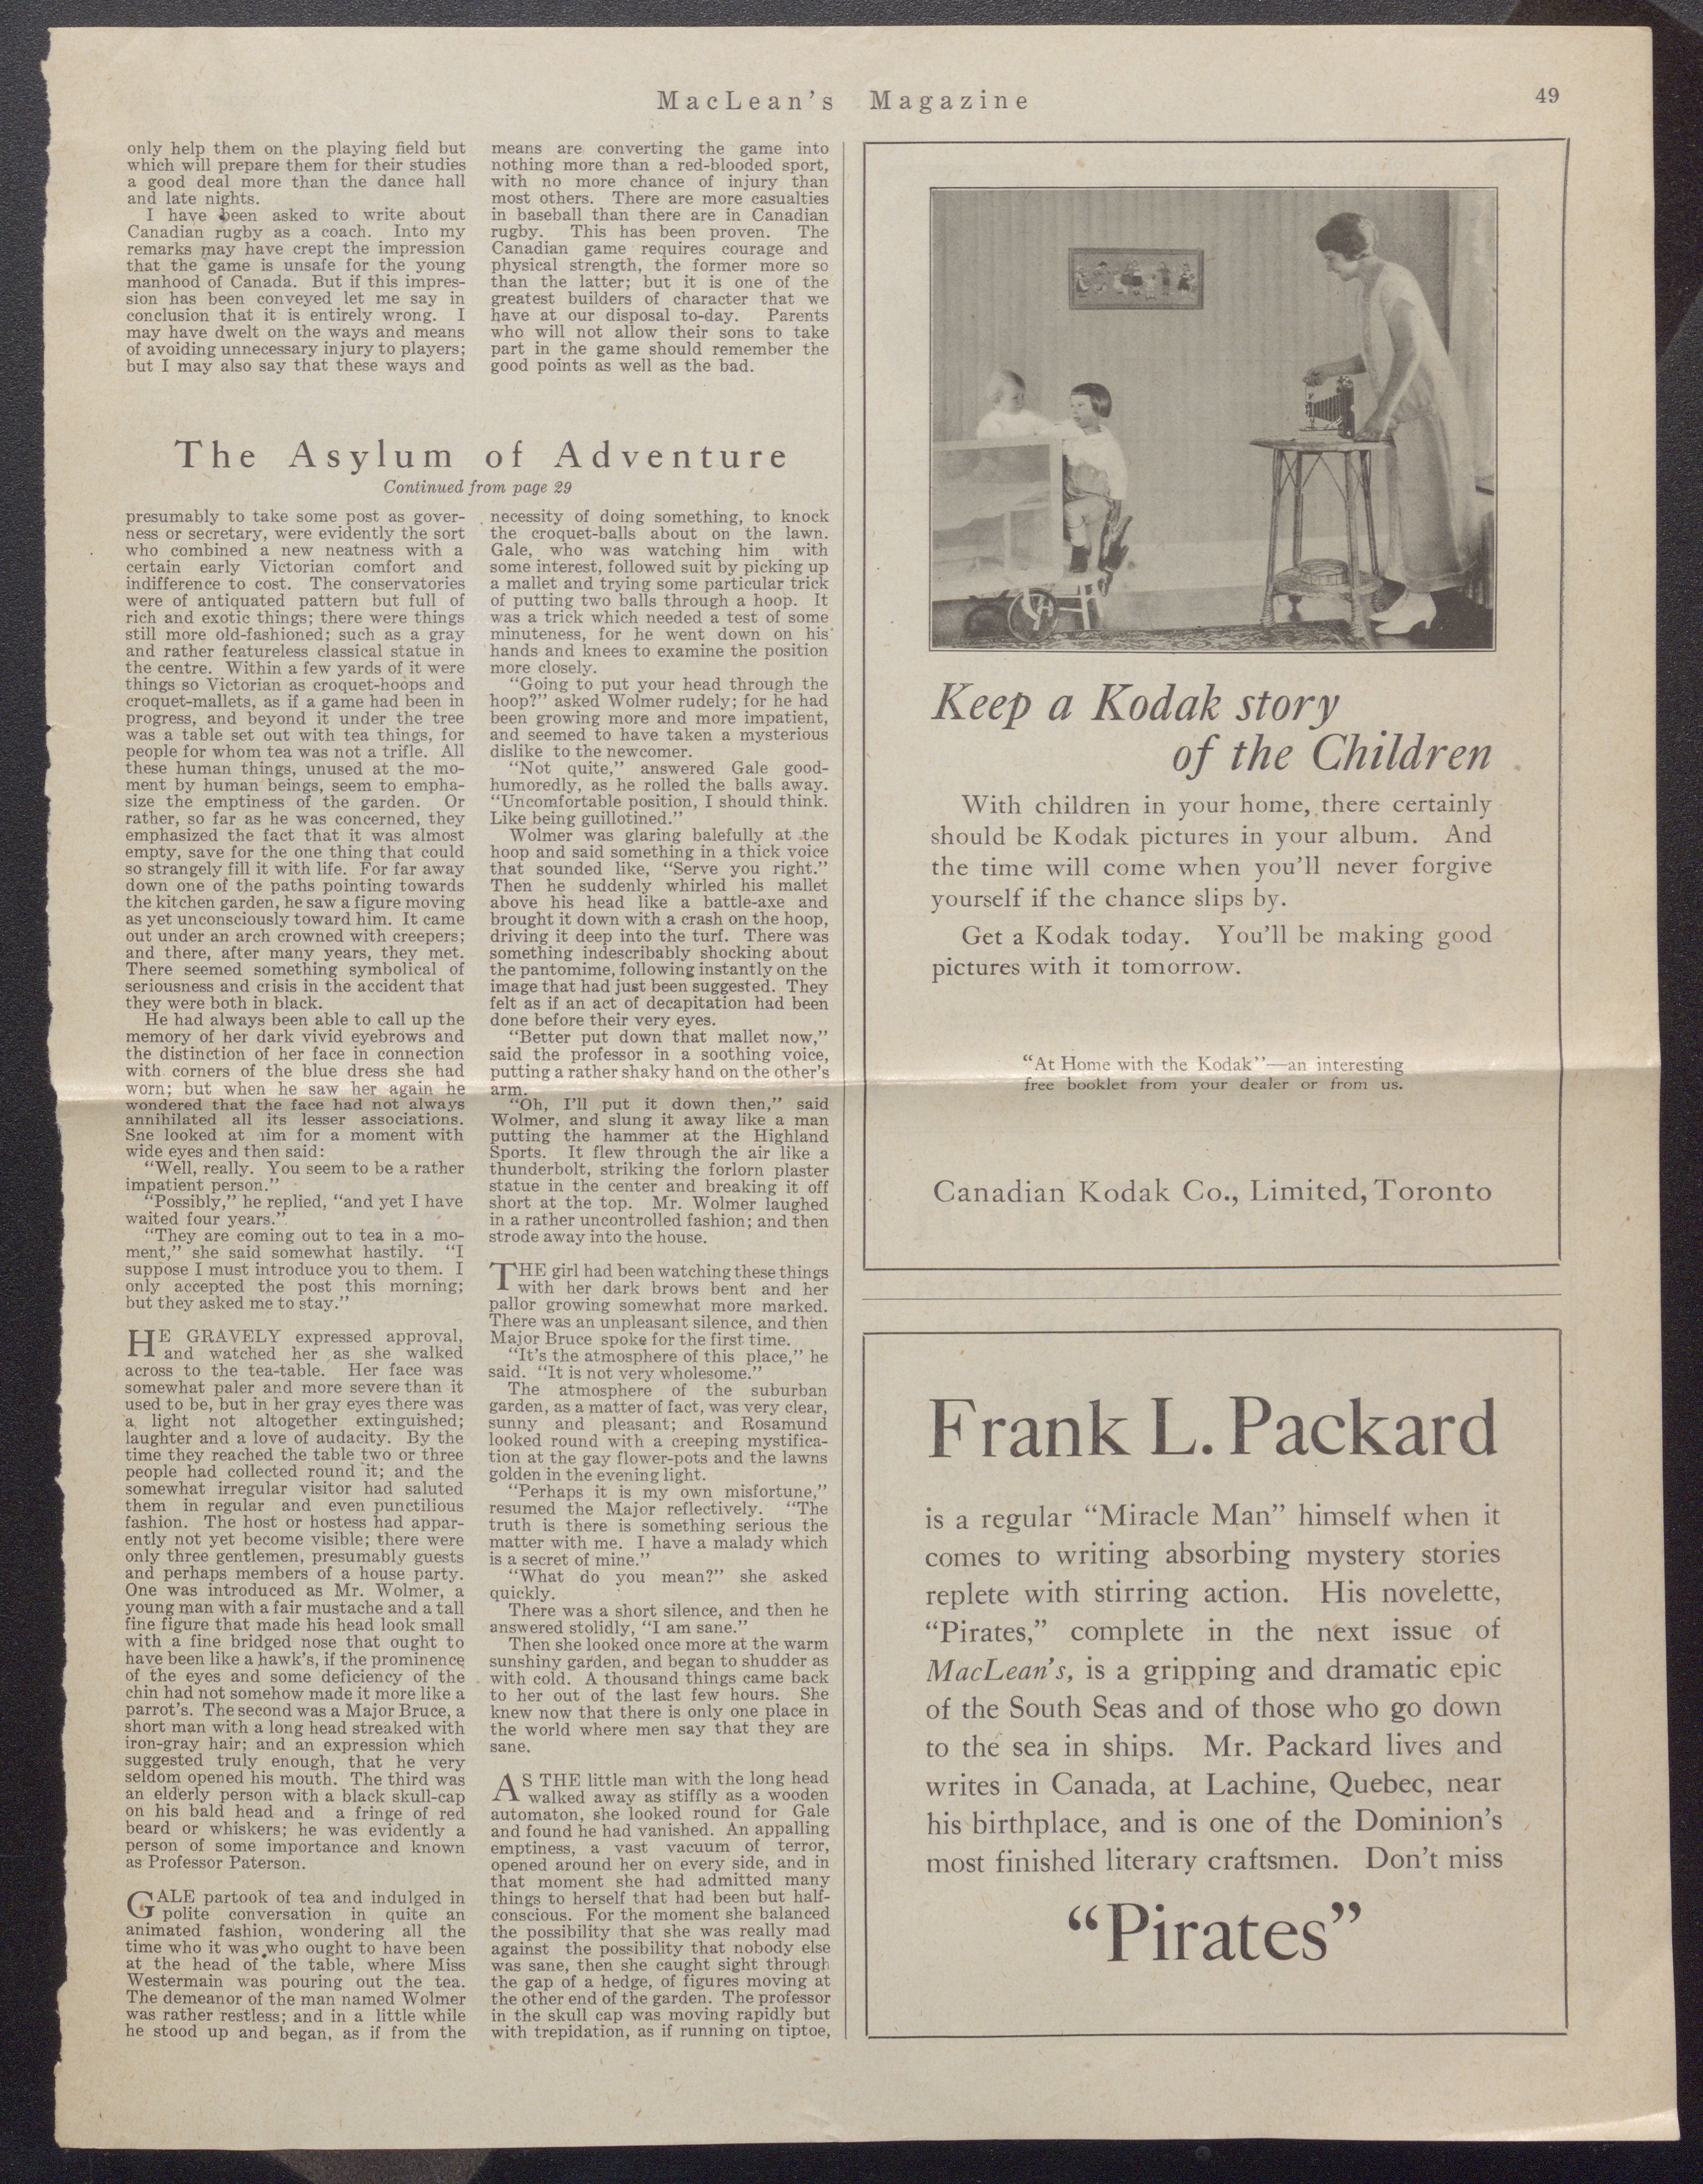 MacLean's Magazine
49
only help them on the playing field but
which will prepare them for their studies
a good deal more than the dance hall
and late nights.
I have been asked to write about
Canadian rugby as a coach. Into my
remarks may have crept the impression
that the game is unsafe for the young
manhood of Canada. But if this impres-
sion has been conveyed let me say in
conclusion that it is entirely wrong. I
may have dwelt on the ways and means
of avoiding unnecessary injury to players;
but I may also say that these ways and
means are converting the game into
nothing more than a red-blooded sport,
with no more chance of injury than
most others. There are more casualties
in baseball than there are in Canadian
rugby. This has been proven. The
Canadian game requires courage and
physical strength, the former more so
than the latter; but it is one of the
greatest builders of character that we
have at our disposal to-day. Parents
who will not allow their sons to take
part in the game should remember the
good points as well as the bad.
The Asylum of Adventure
Continued from page 29
presumably to take some post as gover-
ness or secretary, were evidently the sort
who combined a new neatness with a
certain early Victorian comfort and
indifference to cost. The conservatories
were of antiquated pattern but full of
rich and exotic things; there were things
still more old-fashioned; such as a gray
and rather featureless classical statue in
the centre. Within a few yards of it were
things so Victorian as croquet-hoops and
croquet-mallets, as if a game had been in
progress, and beyond it under the tree
was a table set out with tea things, for
people for whom tea was not a trifle. All
these human things, unused at the mo-
ment by human beings, seem to empha-
size the emptiness of the garden. Or
rather, so far as he was concerned, they
emphasized the fact that it was almost
empty, save for the one thing that could
so strangely fill it with life. For far away
down one of the paths pointing towards
the kitchen garden, he saw a figure moving
as yet unconsciously toward him. It came
out under an arch crowned with creepers;
and there, after many years, they met.
There seemed something symbolical of
seriousness and crisis in the accident that
they were both in black.
He had always been able to call up the
memory of her dark vivid eyebrows and
the distinction of her face in connection
with corners of the blue dress she had
worn; but when he saw her again he
wondered that the face had not always
annihilated all its lesser associations.
She looked at him for a moment with
wide eyes and then said:
"Well, really. You seem to be a rather
impatient person."
"Possibly," he replied, "and yet I have
waited four years."
"They are coming out to tea in a mo-
ment," she said somewhat hastily. "I
suppose I must introduce you to them. I
only accepted the post this morning;
but they asked me to stay."
HE GRAVELY expressed approval,
and watched her as she walked
across to the tea-table. Her face was
somewhat paler and more severe than it
used to be, but in her gray eyes there was
a light not altogether extinguished;
laughter and a love of audacity. By the
time they reached the table two or three
people had collected round it; and the
somewhat irregular visitor had saluted
them in regular and even punctilious
fashion. The host or hostess had appar-
ently not yet become visible; there were
only three gentlemen, presumably guests
and perhaps members of a house party.
One was introduced as Mr. Wolmer, a
young man with a fair mustache and a tall
fine figure that made his head look small
with a fine bridged nose that ought to
have been like a hawk's, if the prominence
of the eyes and some deficiency of the
chin had not somehow made it more like a
parrot's. The second was a Major Bruce, a
short man with a long head streaked with
iron-gray hair; and an expression which
suggested truly enough, that he very
seldom opened his mouth. The third was
an elderly person with a black skull-cap
on his bald head and a fringe of red
beard or whiskers; he was evidently a
person of some importance and known
as Professor Paterson.
GALE partook of tea and indulged in
polite conversation in quite an
animated fashion, wondering all the
time who it was who ought to have been
at the head of the table, where Miss
Westermain was pouring out the tea.
The demeanor of the man named Wolmer
was rather restless; and in a little while
he stood up and began, as if from the
necessity of doing something, to knock
the croquet-balls about on the lawn.
Gale, who was watching him with
some interest, followed suit by picking up
a mallet and trying some particular trick
of putting two balls through a hoop. It
was a trick which needed a test of some
minuteness, for he went down on his
hands and knees to examine the position
more closely.
"Going to put your head through the
hoop?" asked Wolmer rudely; for he had
been growing more and more impatient,
and seemed to have taken a mysterious
dislike to the newcomer.
"Not quite," answered Gale good-
humoredly, as he rolled the balls away.
"Uncomfortable position, I should think.
Like being guillotined."
Wolmer was glaring balefully at the
hoop and said something in a thick voice
that sounded like, "Serve you right."
Then he suddenly whirled his mallet
above his head like a battle-axe and
brought it down with a crash on the hoop,
driving it deep into the turf. There was
something indescribably shocking about
the pantomime, following instantly on the
image that had just been suggested. They
felt as if an act of decapitation had been
done before their very eyes.
"Better put down that mallet now,"
said the professor in a soothing voice,
putting a rather shaky hand on the other's
arm.
"Oh, I'll put it down then," said
Wolmer, and slung it away like a man
putting the hammer at the Highland
Sports. It flew through the air like a
thunderbolt, striking the forlorn plaster
statue in the center and breaking it off
short at the top. Mr. Wolmer laughed
in a rather uncontrolled fashion; and then
strode away into the house.
THE girl had been watching these things
with her dark brows bent and her
pallor growing somewhat more marked.
There was an unpleasant silence, and then
Major Bruce spoke for the first time.
"It's the atmosphere of this place," he
said. "It is not very wholesome."
The atmosphere of the suburban
garden, as a matter of fact, was very clear,
sunny and pleasant; and Rosamund
looked round with a creeping mystifica-
tion at the gay flower-pots and the lawns
golden in the evening light.
"Perhaps it is my own misfortune,"
resumed the Major reflectively. "The
truth is there is something serious the
matter with me. I have a malady which
is a secret of mine."
"What do you mean?" she asked
quickly.
There was a short silence, and then he
answered stolidly, "I am sane."
Then she looked once more at the warm
sunshiny garden, and began to shudder as
with cold. A thousand things came back
to her out of the last few hours. She
knew now that there is only one place in
the world where men say that they are
sane.
AS THE little man with the long head
walked away as stiffly as a wooden
automaton, she looked round for Gale
and found he had vanished. An appalling
emptiness, a vast vacuum of terror,
opened around her on every side, and in
that moment she had admitted many
things to herself that had been but half-
conscious. For the moment she balanced
the possibility that she was really mad
against the possibility that nobody else
was sane, then she caught sight through
the gap of a hedge, of figures moving at
the other end of the garden. The professor
in the skull cap was moving rapidly but
with trepidation, as if running on tiptoe,
Keep a Kodak story
of the Children
With children in your home, there certainly
should be Kodak pictures in your album. And
the time will come when you'll never forgive
yourself if the chance slips by.
Get a Kodak today. You'll be making good
pictures with it tomorrow.
"At Home with the Kodak"—an interesting
free booklet from your dealer or from us.
Canadian Kodak Co., Limited, Toronto
Frank L. Packard
is a regular "Miracle Man" himself when it
comes to writing absorbing mystery stories
replete with stirring action. His novelette,
"Pirates," complete in the next issue of
MacLean's, is a gripping and dramatic epic
of the South Seas and of those who go down
to the sea in ships. Mr. Packard lives and
writes in Canada, at Lachine, Quebec, near
his birthplace, and is one of the Dominion's
most finished literary craftsmen. Don't miss
"Pirates"